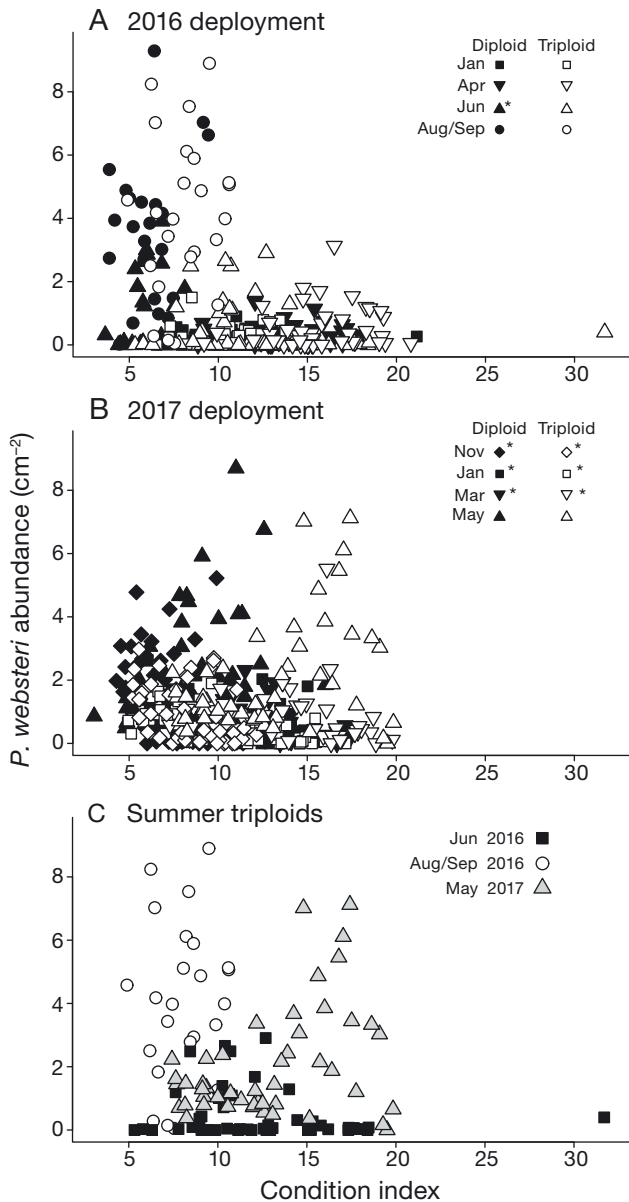 A 2016 deployment
Diploid Triploid
Jan
Apr
Jun *
Aug/Sep
8
6
4
2
0
5 10 15 20 25 30
B 2017 deployment
Diploid Triploid
Nov * *
Jan * *
Mar * *
May
8
6
4
2
0
5 10 15 20 25 30
P. websteri abundance (cm–2)
C Summer triploids
Jun 2016
Aug/Sep 2016
May 2017
8
6
4
2
0
5 10 15 20 25 30
Condition index